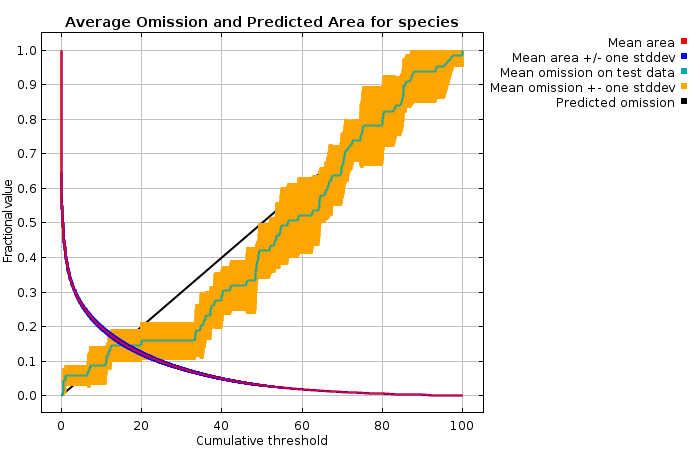 Average Omission and Predicted Area for species
Mean area
Mean area +/- one stddev
Mean omission on test data
Mean omission +- one stddev
Predicted omission
Fractional value
1.0
0.9
0.8
0.7
0.6
0.5
0.4
0.3
0.2
0.1
0.0
0 20 40 60 80 100
Cumulative threshold